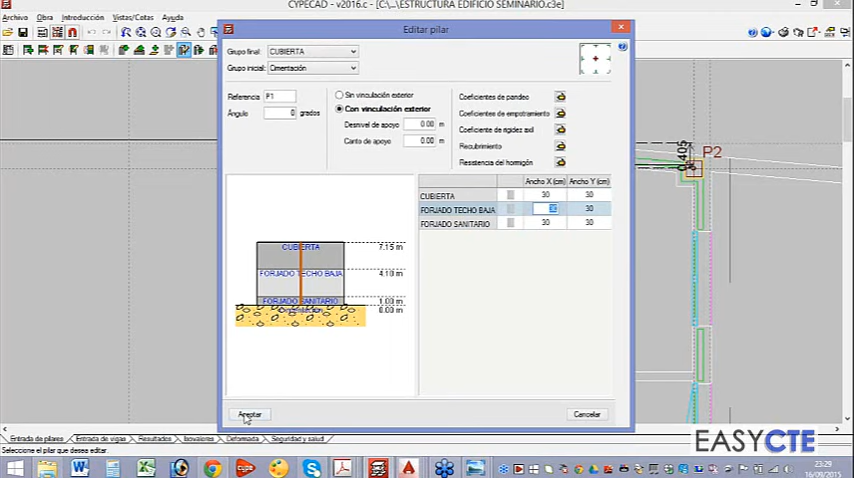 CYPECAD - v2016.c - [C:\...\ESTRUCTURA EDIFICIO SEMINARIO.c3e]
Archivo Obra Introducción Vistas/Cotas Ayuda
Editar pilar
Grupo final: CUBIERTA
Grupo inicial: Cimentación
Referencia P1
Ángulo 0 grados
Sin vinculación exterior
Con vinculación exterior
Desnivel de apoyo 0.00 m
Canto de apoyo 0.00 m
Coeficientes de pandeo
Coeficientes de empotramiento
Coeficiente de rigidez axil
Recubrimiento
Resistencia del hormigón
Ancho X (cm) Ancho Y (cm)
CUBIERTA 30 30
FORJADO TECHO BAJA 30 30
FORJADO SANITARIO 30 30
CUBIERTA 7.15 m
FORJADO TECHO BAJA 4.10 m
FORJADO SANITARIO 1.00 m
Cimentación 0.00 m
0.405
P2
Aceptar Cancelar
Entrada de pilares Entrada de vigas Resultados Isovalores Deformada Seguridad y salud
Seleccione el pilar que desea editar.
EASYCTE
23:29
16/09/2015